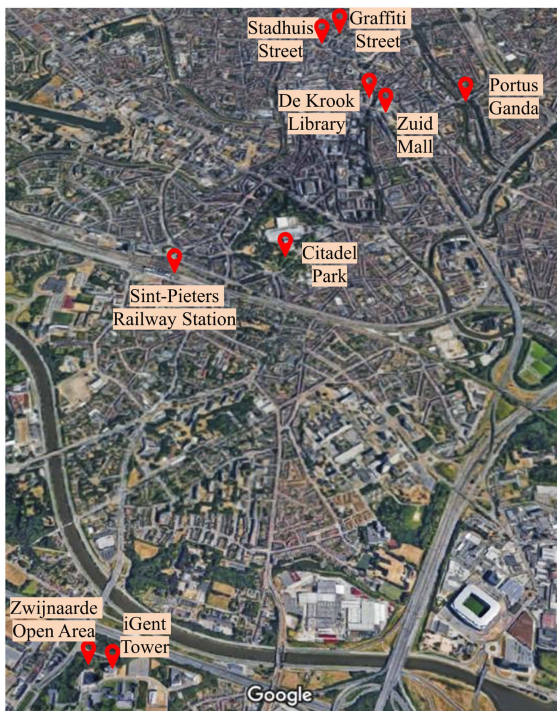 Stadhuis
Street
Graffiti
Street
De Krook
Library
Zuid
Mall
Portus
Ganda
Citadel
Park
Sint-Pieters
Railway Station
Zwijnaarde
Open Area
iGent
Tower
Google